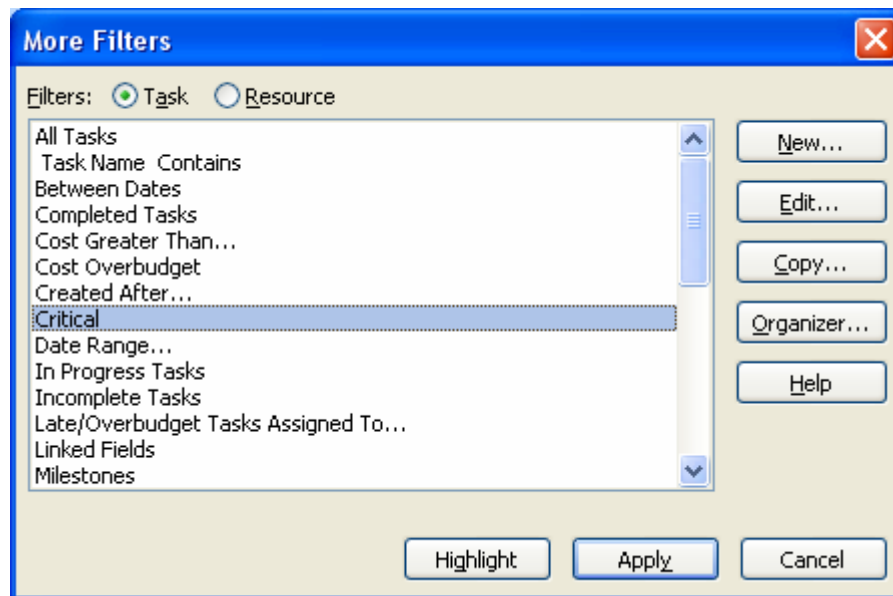 More Filters
Filters: Task Resource
All Tasks
Task Name Contains
Between Dates
Completed Tasks
Cost Greater Than...
Cost Overbudget
Created After...
Critical
Date Range...
In Progress Tasks
Incomplete Tasks
Late/Overbudget Tasks Assigned To...
Linked Fields
Milestones
New...
Edit...
Copy...
Organizer...
Help
Highlight Apply Cancel